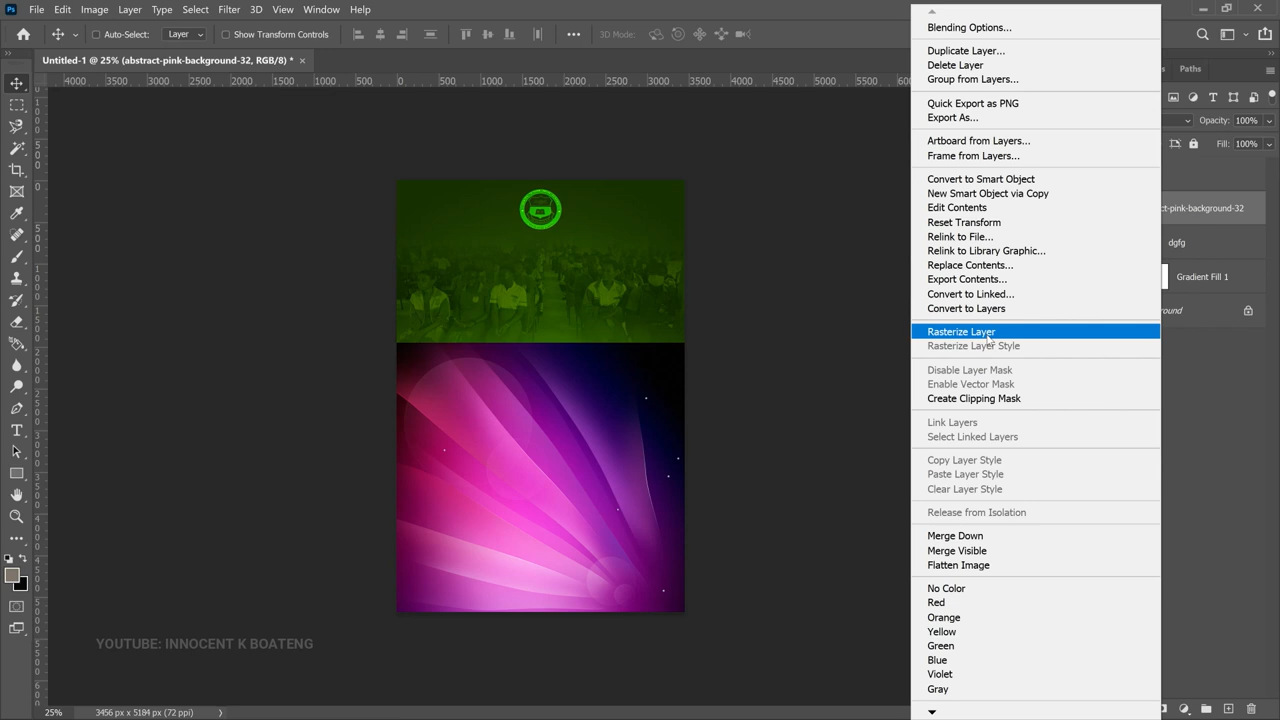 File Edit Image Layer Type Select Filter 3D View Window Help
Auto-Select: Layer Show Transform Controls 3D Mode:
Untitled-1 @ 25% (abstract-pink-background-32, RGB/8) * ×
4000 3000 2000 1000 0 500 1000 1500 2000 2500 3000 3500 4000 4500 5000 5500
Paths
Opacity: 100%
Fill: 100%
-pink-background-32
dgfg
Gradient Fill 1
Blending Options...
Duplicate Layer...
Delete Layer
Group from Layers...
Quick Export as PNG
Export As...
Artboard from Layers...
Frame from Layers...
Convert to Smart Object
New Smart Object via Copy
Edit Contents
Reset Transform
Relink to File...
Relink to Library Graphic...
Replace Contents...
Export Contents...
Convert to Linked...
Convert to Layers
Rasterize Layer
Rasterize Layer Style
Disable Layer Mask
Enable Vector Mask
Create Clipping Mask
Link Layers
Select Linked Layers
Copy Layer Style
Paste Layer Style
Clear Layer Style
Release from Isolation
Merge Down
Merge Visible
Flatten Image
No Color
Red
Orange
Yellow
Green
Blue
Violet
Gray
YOUTUBE: INNOCENT K BOATENG
25% 3456 px x 5184 px (72 ppi)